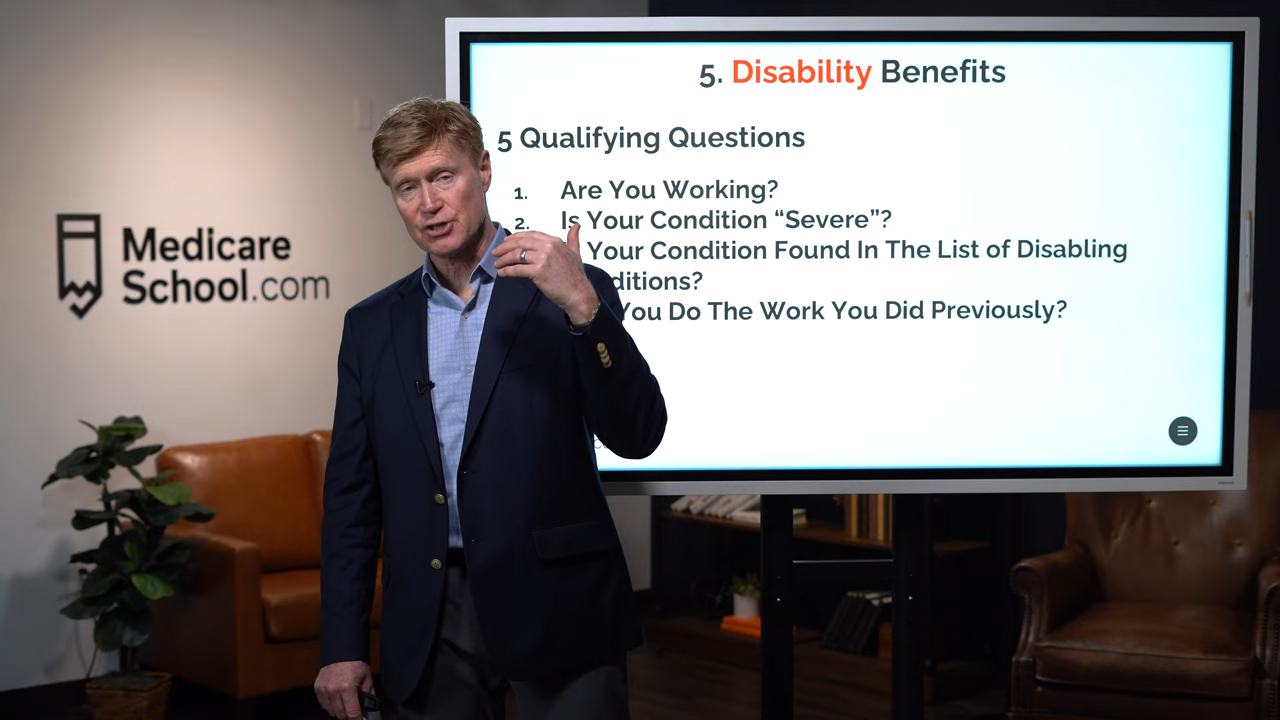 5. Disability Benefits
5 Qualifying Questions
1. Are You Working?
2. Is Your Condition “Severe”?
Your Condition Found In The List of Disabling
ditions?
You Do The Work You Did Previously?
Medicare
School.com